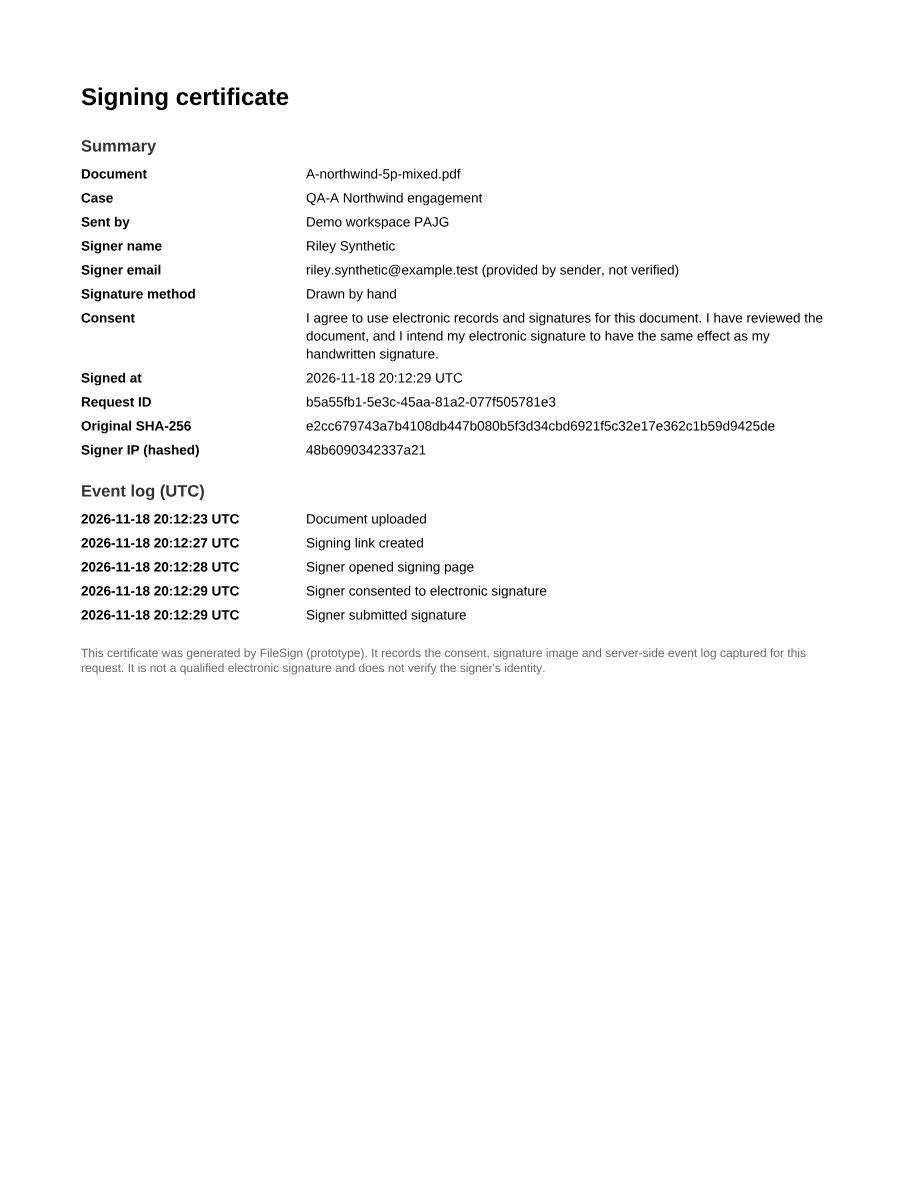 Signing certificate
Summary
Document A-northwind-5p-mixed.pdf
Case QA-A Northwind engagement
Sent by Demo workspace PAJG
Signer name Riley Synthetic
Signer email riley.synthetic@example.test (provided by sender, not verified)
Signature method Drawn by hand
Consent I agree to use electronic records and signatures for this document. I have reviewed the
document, and I intend my electronic signature to have the same effect as my
handwritten signature.
Signed at 2026-11-18 20:12:29 UTC
Request ID b5a55fb1-5e3c-45aa-81a2-077f505781e3
Original SHA-256 e2cc679743a7b4108db447b080b5f3d34cbd6921f5c32e17e362c1b59d9425de
Signer IP (hashed) 48b6090342337a21
Event log (UTC)
2026-11-18 20:12:23 UTC Document uploaded
2026-11-18 20:12:27 UTC Signing link created
2026-11-18 20:12:28 UTC Signer opened signing page
2026-11-18 20:12:29 UTC Signer consented to electronic signature
2026-11-18 20:12:29 UTC Signer submitted signature
This certificate was generated by FileSign (prototype). It records the consent, signature image and server-side event log captured for this
request. It is not a qualified electronic signature and does not verify the signer's identity.